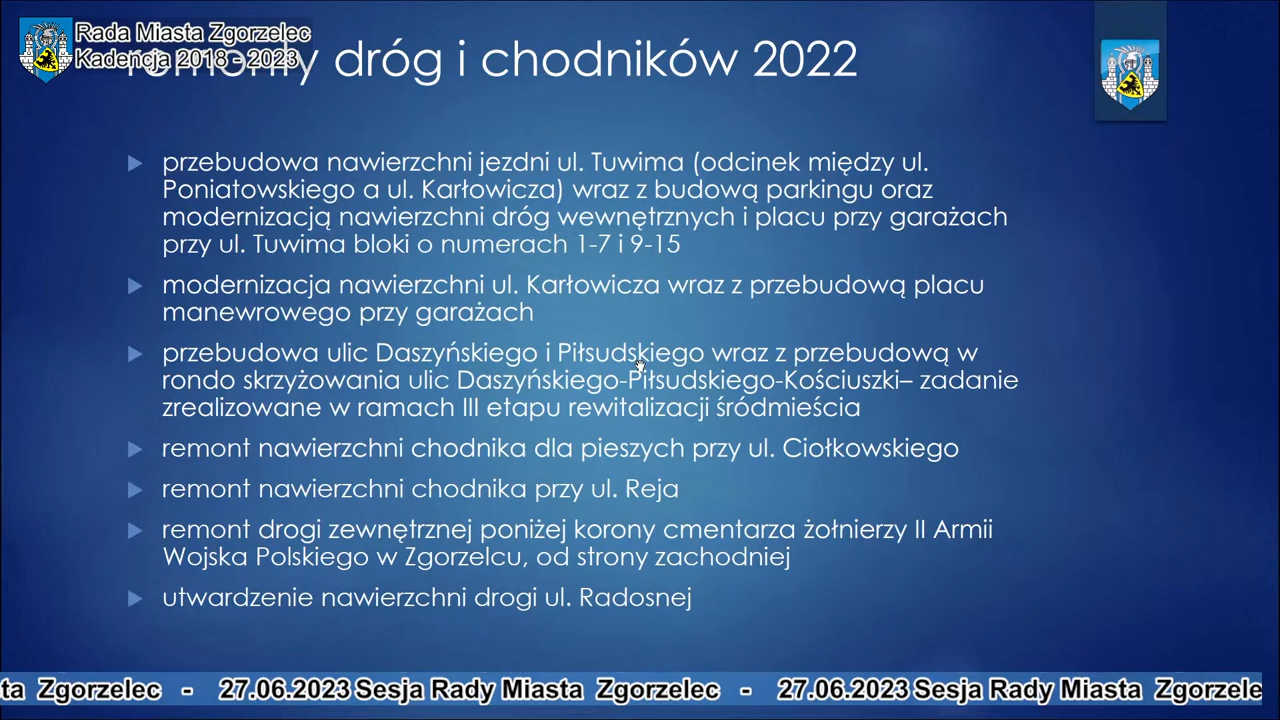 Rada Miasta Zgorzelec
Kadencja 2018 - 2023
remonty dróg i chodników 2022
przebudowa nawierzchni jezdni ul. Tuwima (odcinek między ul.
Poniatowskiego a ul. Karłowicza) wraz z budową parkingu oraz
modernizacją nawierzchni dróg wewnętrznych i placu przy garażach
przy ul. Tuwima bloki o numerach 1-7 i 9-15
modernizacja nawierzchni ul. Karłowicza wraz z przebudową placu
manewrowego przy garażach
przebudowa ulic Daszyńskiego i Piłsudskiego wraz z przebudową w
rondo skrzyżowania ulic Daszyńskiego-Piłsudskiego-Kościuszki– zadanie
zrealizowane w ramach III etapu rewitalizacji śródmieścia
remont nawierzchni chodnika dla pieszych przy ul. Ciołkowskiego
remont nawierzchni chodnika przy ul. Reja
remont drogi zewnętrznej poniżej korony cmentarza żołnierzy II Armii
Wojska Polskiego w Zgorzelcu, od strony zachodniej
utwardzenie nawierzchni drogi ul. Radosnej
ta Zgorzelec - 27.06.2023 Sesja Rady Miasta Zgorzelec - 27.06.2023 Sesja Rady Miasta Zgorzele